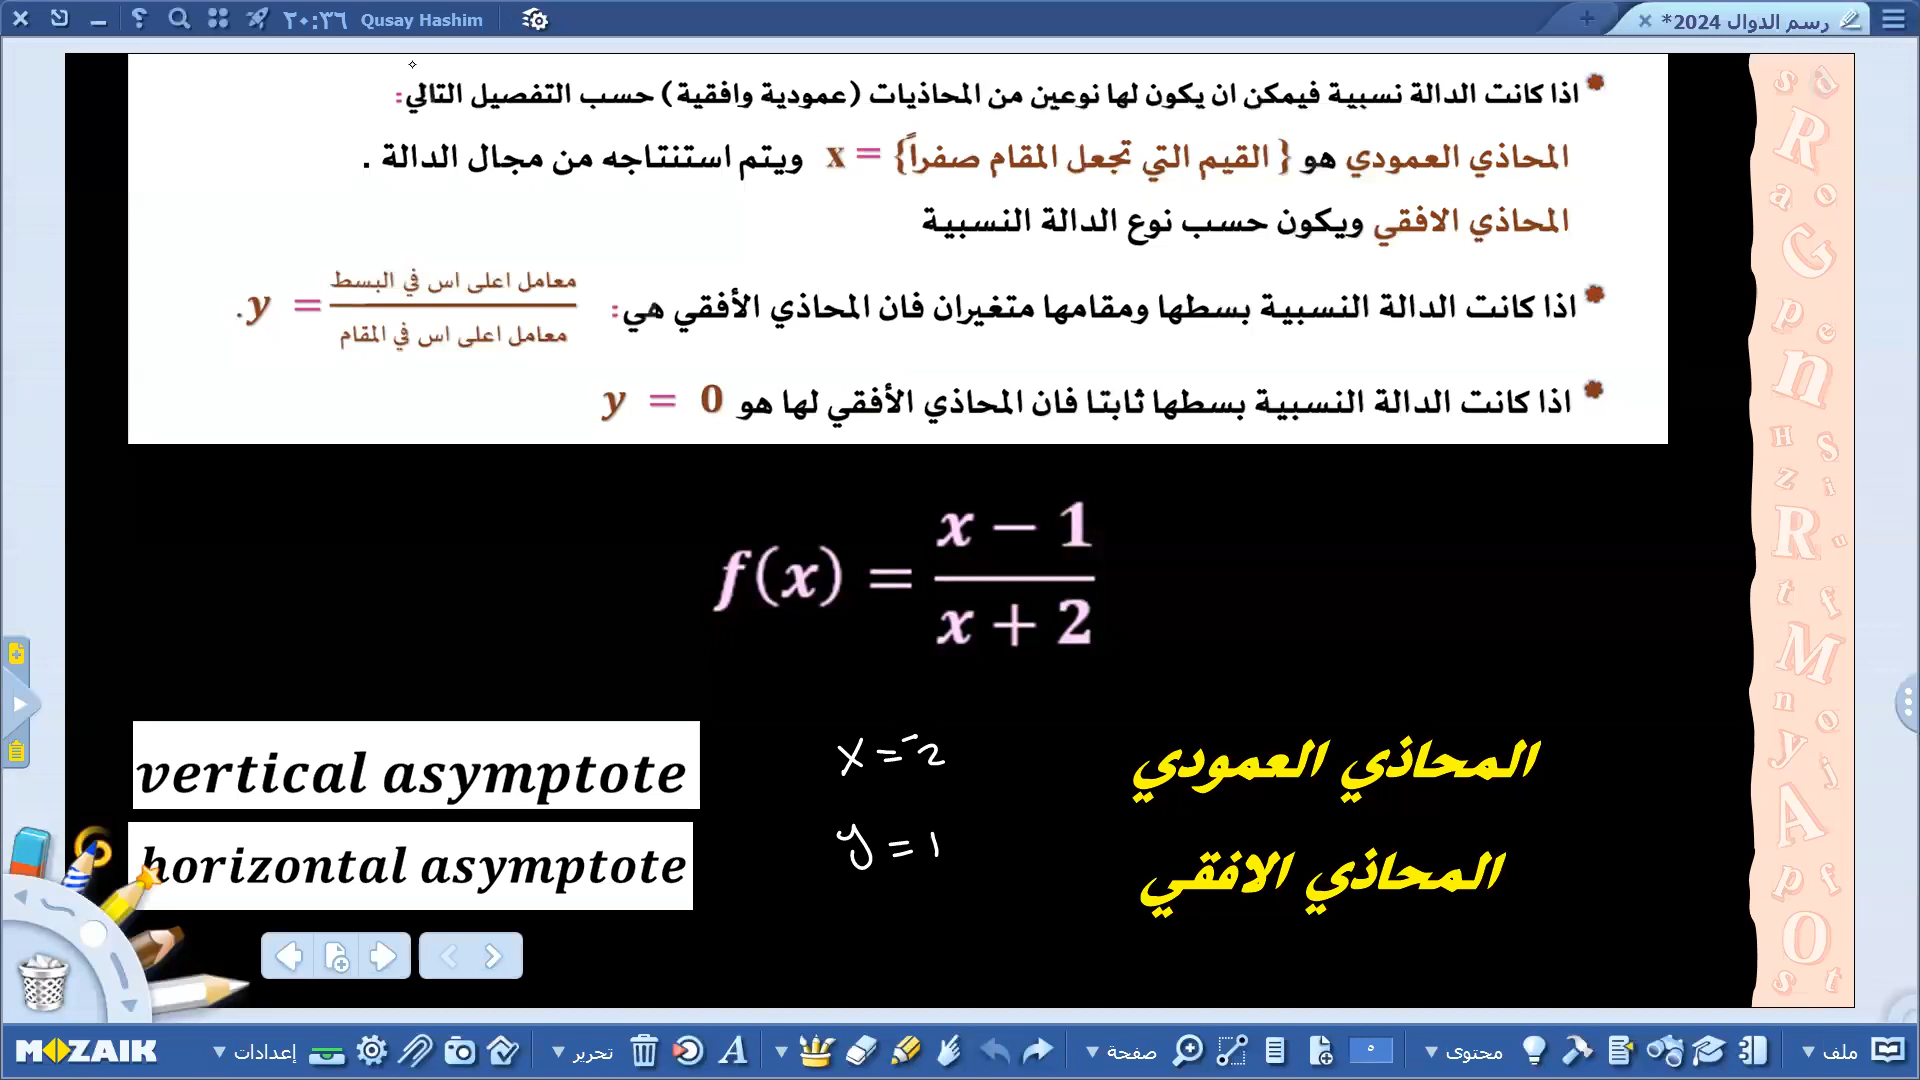 ٢٠:٣٦ Qusay Hashim
رسم الدوال 2024*
اذا كانت الدالة نسبية فيمكن ان يكون لها نوعين من المحاذيات (عمودية وافقية) حسب التفصيل التالي:
المحاذي العمودي هو { القيم التي تجعل المقام صفراً} = x ويتم استنتاجه من مجال الدالة .
المحاذي الافقي ويكون حسب نوع الدالة النسبية
اذا كانت الدالة النسبية بسطها ومقامها متغيران فان المحاذي الأفقي هي: y = معامل اعلى اس في البسط / معامل اعلى اس في المقام .
اذا كانت الدالة النسبية بسطها ثابتا فان المحاذي الأفقي لها هو y = 0
f(x) = (x − 1)/(x + 2)
vertical asymptote x = -2 المحاذي العمودي
horizontal asymptote y = 1 المحاذي الافقي
MOZAIK إعدادات تحرير صفحة ٥ محتوى ملف